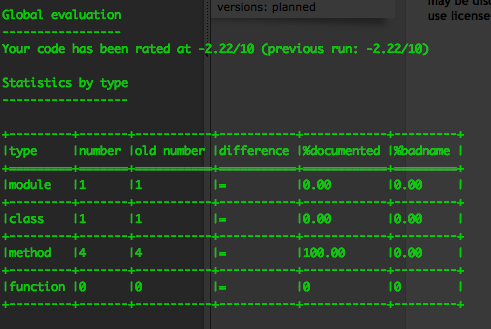 versions: planned
may be
use license
Global evaluation
-----------------
Your code has been rated at -2.22/10 (previous run: -2.22/10)
Statistics by type
------------------
+---------+-------+-----------+-----------+------------+---------+
|type |number |old number |difference |%documented |%badname |
+=========+=======+===========+===========+============+=========+
|module |1 |1 |= |0.00 |0.00 |
+---------+-------+-----------+-----------+------------+---------+
|class |1 |1 |= |0.00 |0.00 |
+---------+-------+-----------+-----------+------------+---------+
|method |4 |4 |= |100.00 |0.00 |
+---------+-------+-----------+-----------+------------+---------+
|function |0 |0 |= |0 |0 |
+---------+-------+-----------+-----------+------------+---------+